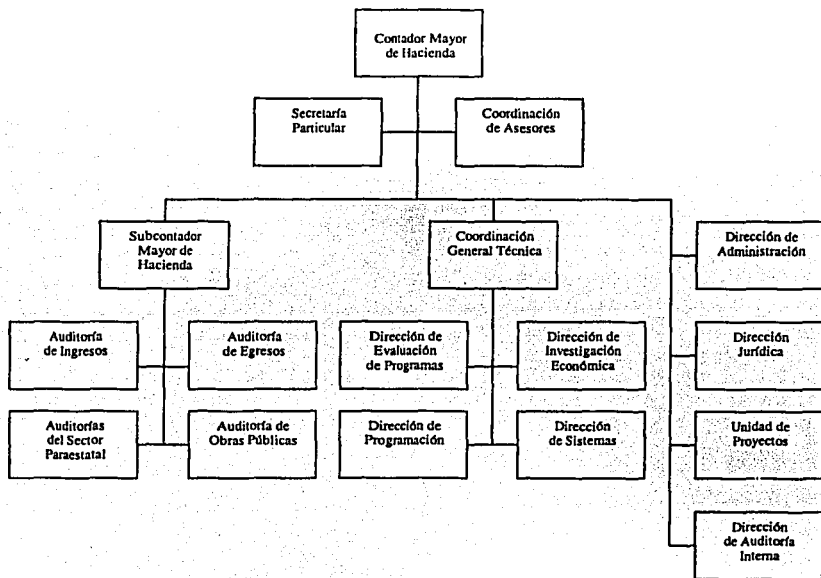 Contador Mayor
de Hacienda
Secretaría
Particular
Coordinación
de Asesores
Subcontador
Mayor de
Hacienda
Coordinación
General Técnica
Dirección de
Administración
Auditoría
de Ingresos
Auditoría
de Egresos
Dirección de
Evaluación
de Programas
Dirección de
Investigación
Económica
Dirección
Jurídica
Auditorías
del Sector
Paraestatal
Auditoría de
Obras Públicas
Dirección de
Programación
Dirección
de Sistemas
Unidad de
Proyectos
Dirección
de Auditoría
Interna